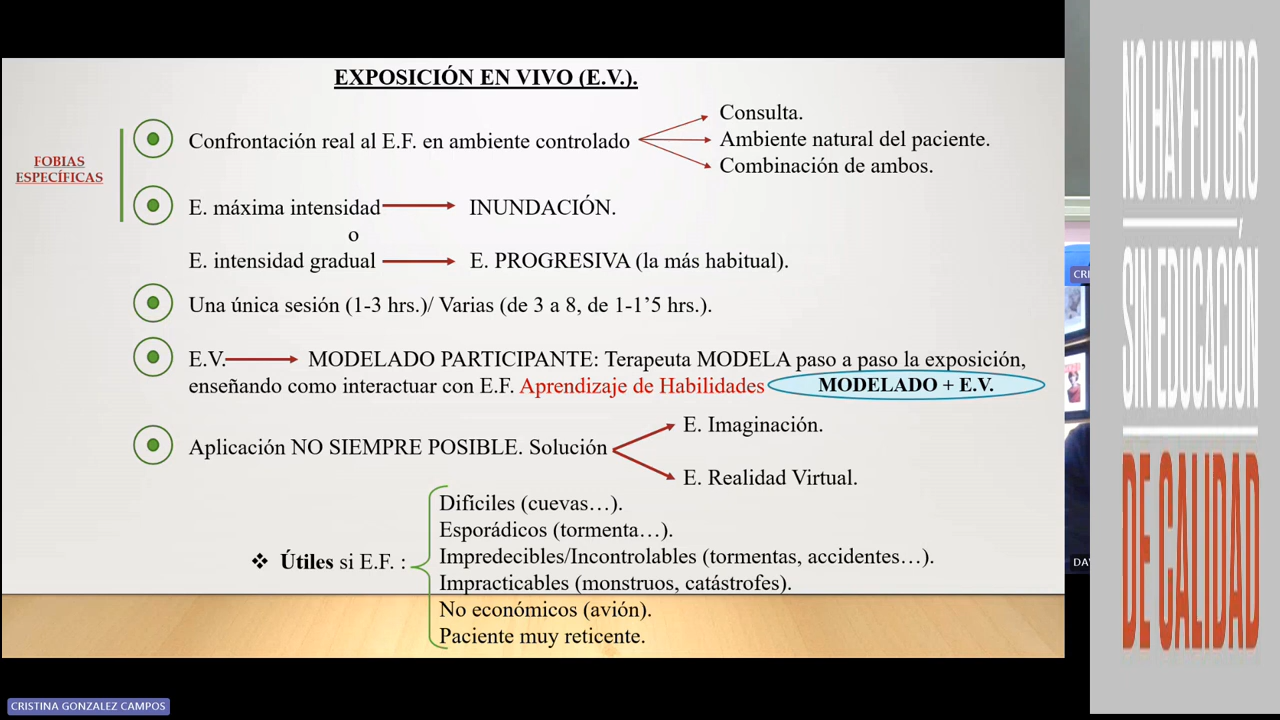 EXPOSICIÓN EN VIVO (E.V.).
FOBIAS
ESPECÍFICAS
Confrontación real al E.F. en ambiente controlado
Consulta.
Ambiente natural del paciente.
Combinación de ambos.
E. máxima intensidad INUNDACIÓN.
o
E. intensidad gradual E. PROGRESIVA (la más habitual).
Una única sesión (1-3 hrs.)/ Varias (de 3 a 8, de 1-1’5 hrs.).
E.V. MODELADO PARTICIPANTE: Terapeuta MODELA paso a paso la exposición,
enseñando como interactuar con E.F. Aprendizaje de Habilidades MODELADO + E.V.
Aplicación NO SIEMPRE POSIBLE. Solución
E. Imaginación.
E. Realidad Virtual.
Útiles si E.F. :
Difíciles (cuevas…).
Esporádicos (tormenta…).
Impredecibles/Incontrolables (tormentas, accidentes…).
Impracticables (monstruos, catástrofes).
No económicos (avión).
Paciente muy reticente.
CRISTINA GONZALEZ CAMPOS
CRI
DA
NO HAY FUTURO
SIN EDUCACIÓN
DE CALIDAD